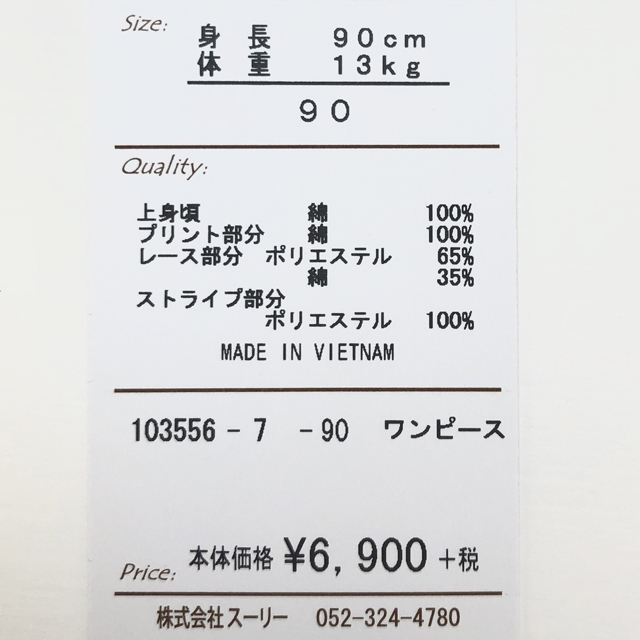 Size:
身長 90cm
体重 13kg
90
Quality:
上身頃 綿 100%
プリント部分 綿 100%
レース部分 ポリエステル 65%
綿 35%
ストライプ部分
ポリエステル 100%
MADE IN VIETNAM
103556-7 -90 ワンピース
Price: 本体価格 ¥6,900+税
株式会社スーリー 052-324-4780